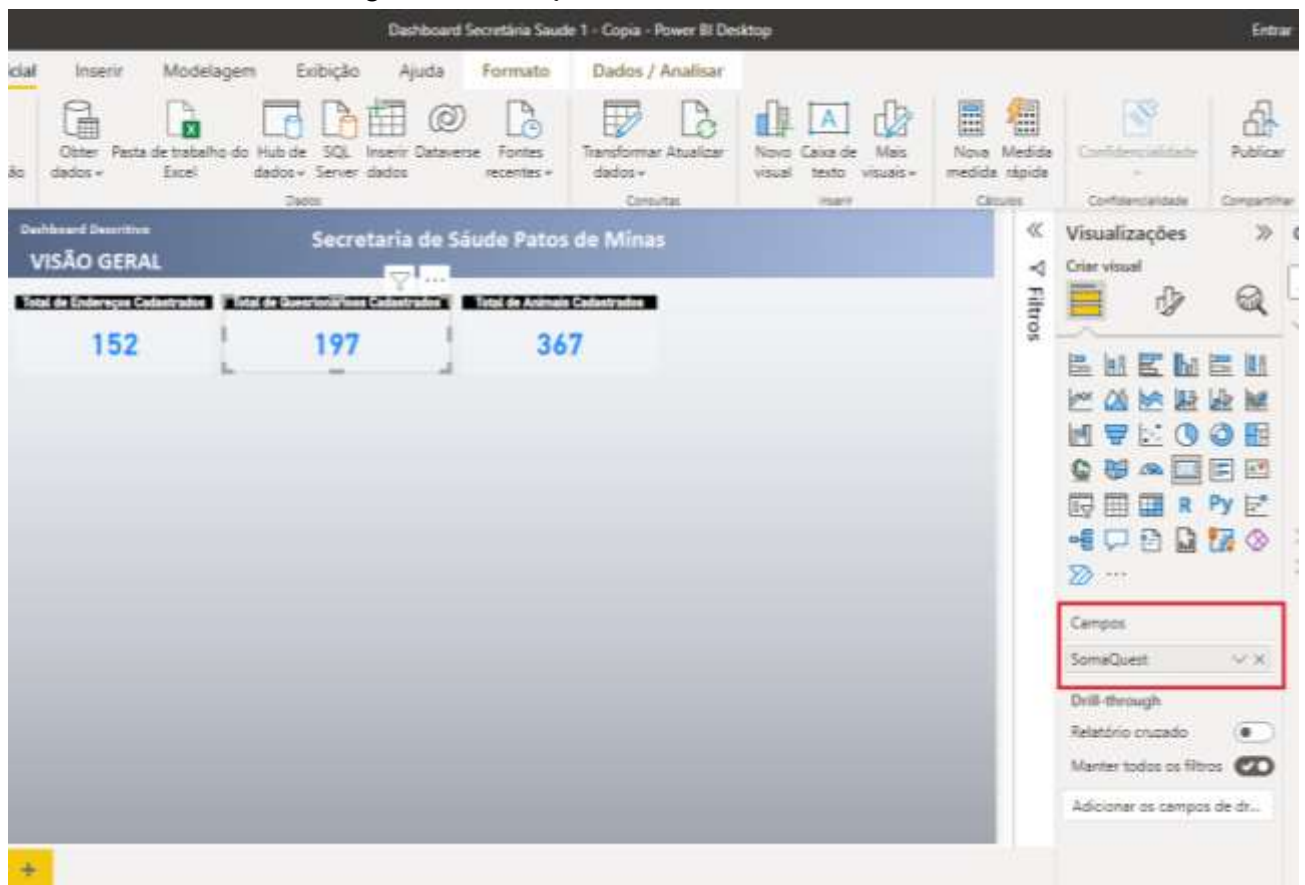 Dashboard Secretária Saude 1 - Copia - Power BI Desktop
Entrar
Inserir Modelagem Exibição Ajuda Formato Dados / Analisar
Obter dados
Pasta de trabalho do Excel
Hub de dados
SQL Server
Inserir dados
Dataverse
Fontes recentes
Transformar dados
Atualizar
Novo visual
Caixa de texto
Mais visuais
Nova medida
Medida rápida
Confidencialidade
Publicar
Dados
Consultas
Inserir
Cálculos
Confidencialidade
Compartilhar
Dashboard Descritivo
VISÃO GERAL
Secretaria de Sáude Patos de Minas
Total de Endereços Cadastrados
Total de Cadastrados
Total de Animais Cadastrados
152
197
367
Filtros
Visualizações
Criar visual
R
Py
Campos
SomaQuest
Drill-through
Relatório cruzado
Manter todos os filtros
Adicionar os campos de dr...